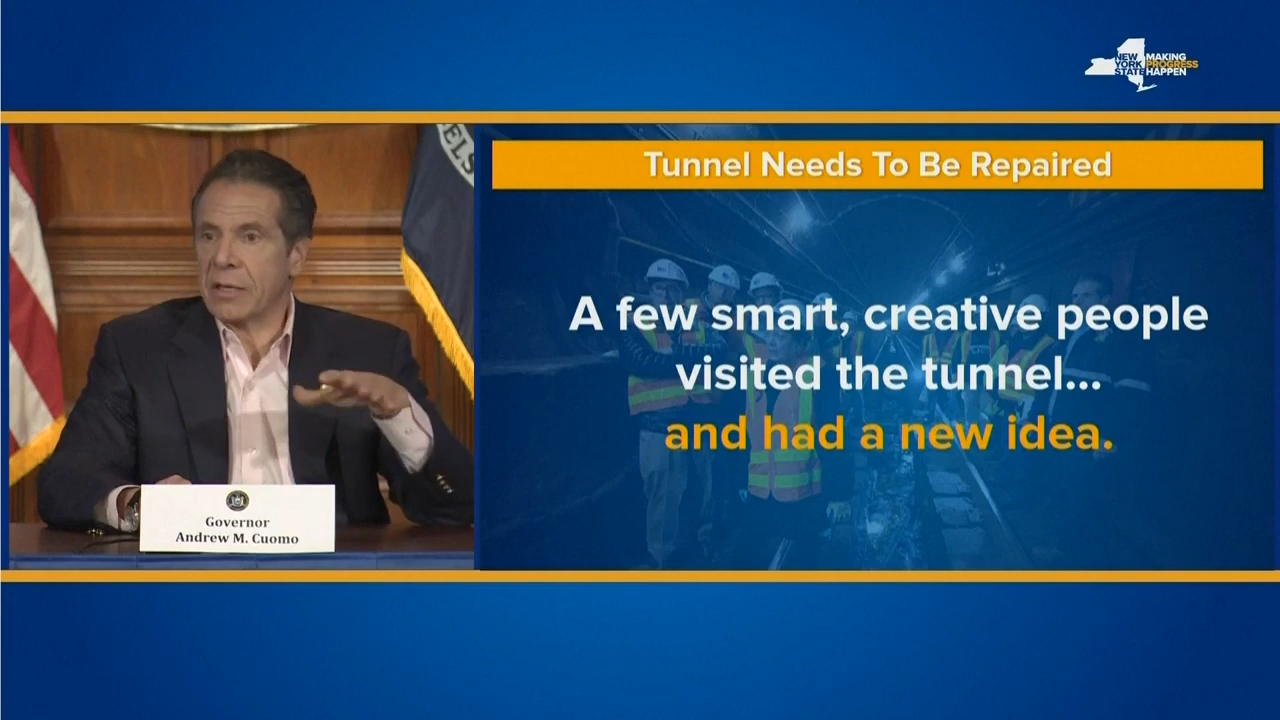 NEW
YORK
STATE
MAKING
PROGRESS
HAPPEN
ELS
Tunnel Needs To Be Repaired
A few smart, creative people
visited the tunnel...
and had a new idea.
Governor
Andrew M. Cuomo